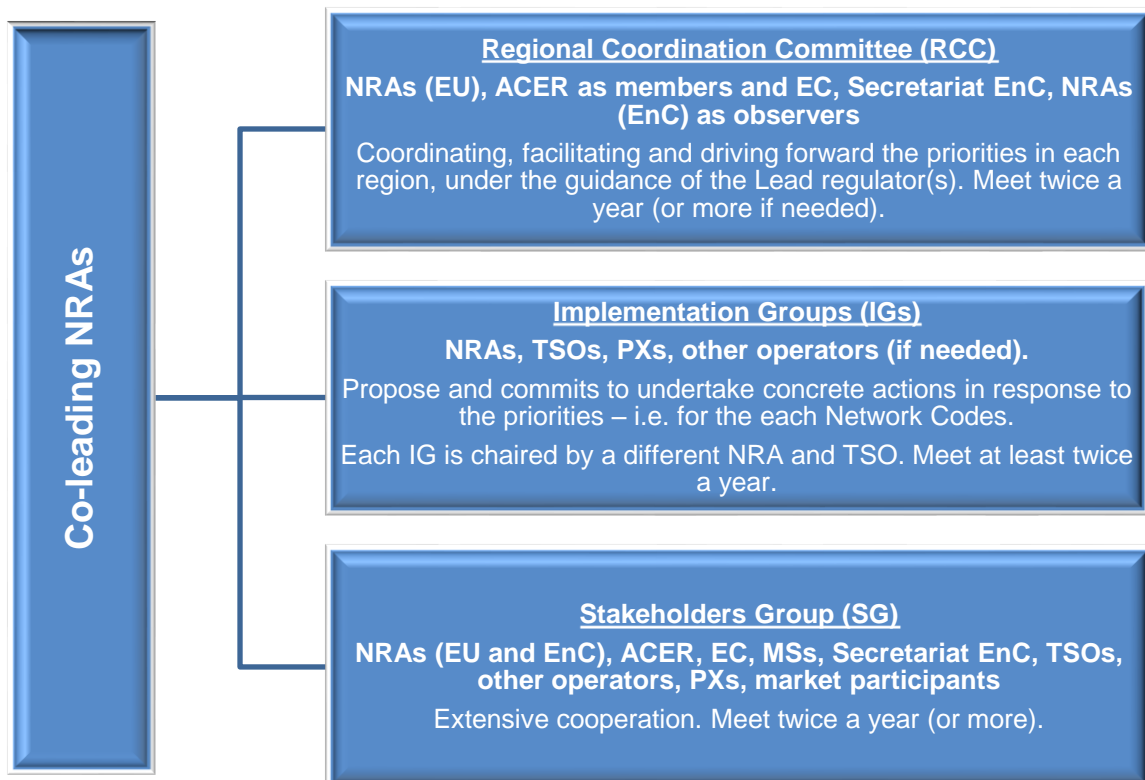 Co-leading NRAs
Regional Coordination Committee (RCC)
NRAs (EU), ACER as members and EC, Secretariat EnC, NRAs
(EnC) as observers
Coordinating, facilitating and driving forward the priorities in each
region, under the guidance of the Lead regulator(s). Meet twice a
year (or more if needed).
Implementation Groups (IGs)
NRAs, TSOs, PXs, other operators (if needed).
Propose and commits to undertake concrete actions in response to
the priorities – i.e. for the each Network Codes.
Each IG is chaired by a different NRA and TSO. Meet at least twice
a year.
Stakeholders Group (SG)
NRAs (EU and EnC), ACER, EC, MSs, Secretariat EnC, TSOs,
other operators, PXs, market participants
Extensive cooperation. Meet twice a year (or more).